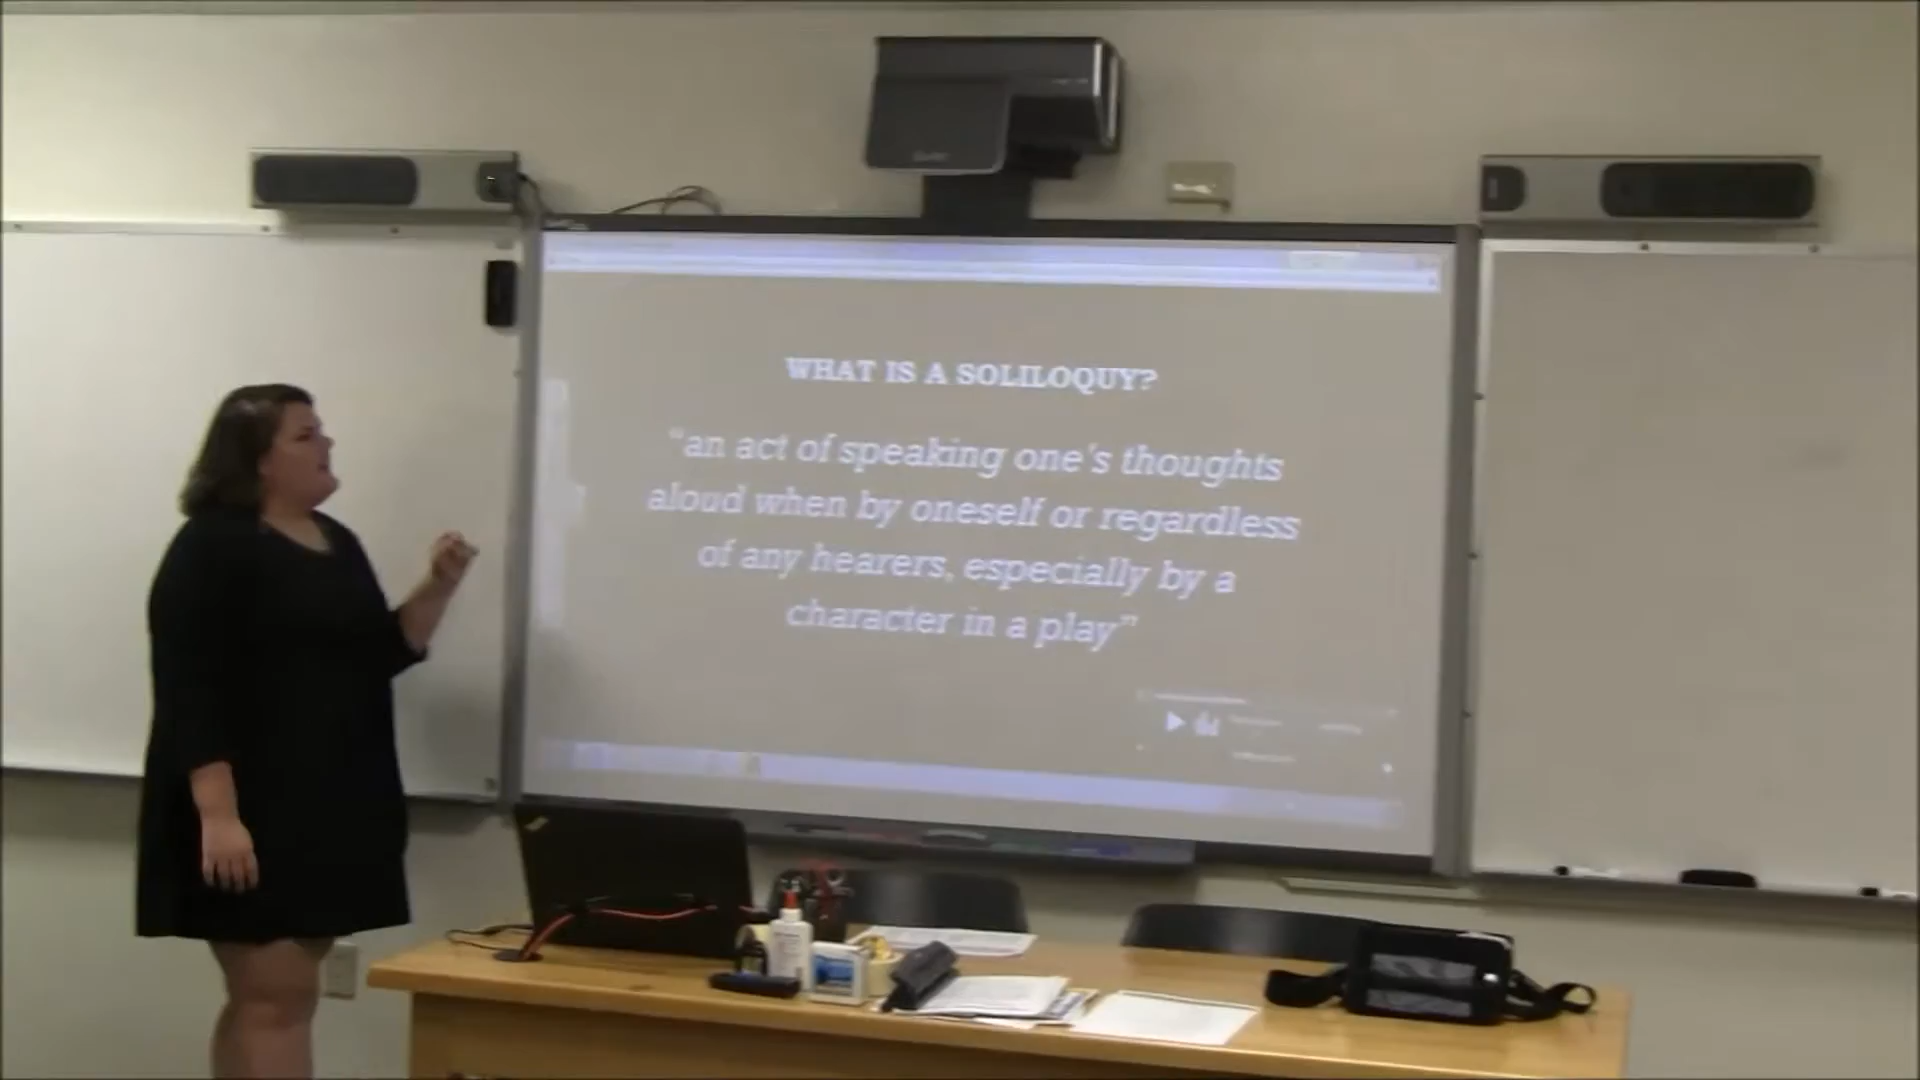 WHAT IS A SOLILOQUY?
"an act of speaking one's thoughts
aloud when by oneself or regardless
of any hearers, especially by a
character in a play"